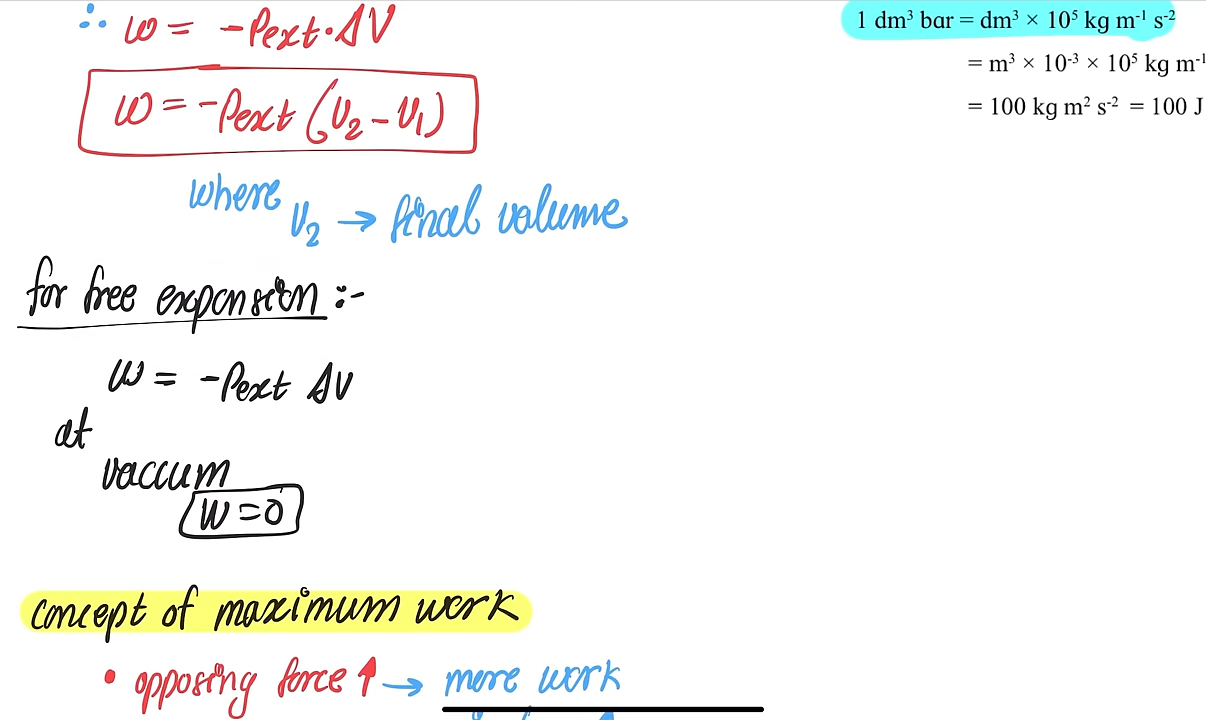 ∴ W = -Pext·ΔV
W = -Pext (V₂ - V₁)
where V₂ → final volume
for free expansion :-
W = -Pext ΔV
at
vaccum
W = 0
concept of maximum work
• opposing force ↑ → more work
1 dm³ bar = dm³ × 10⁵ kg m⁻¹ s⁻²
= m³ × 10⁻³ × 10⁵ kg m⁻¹
= 100 kg m² s⁻² = 100 J